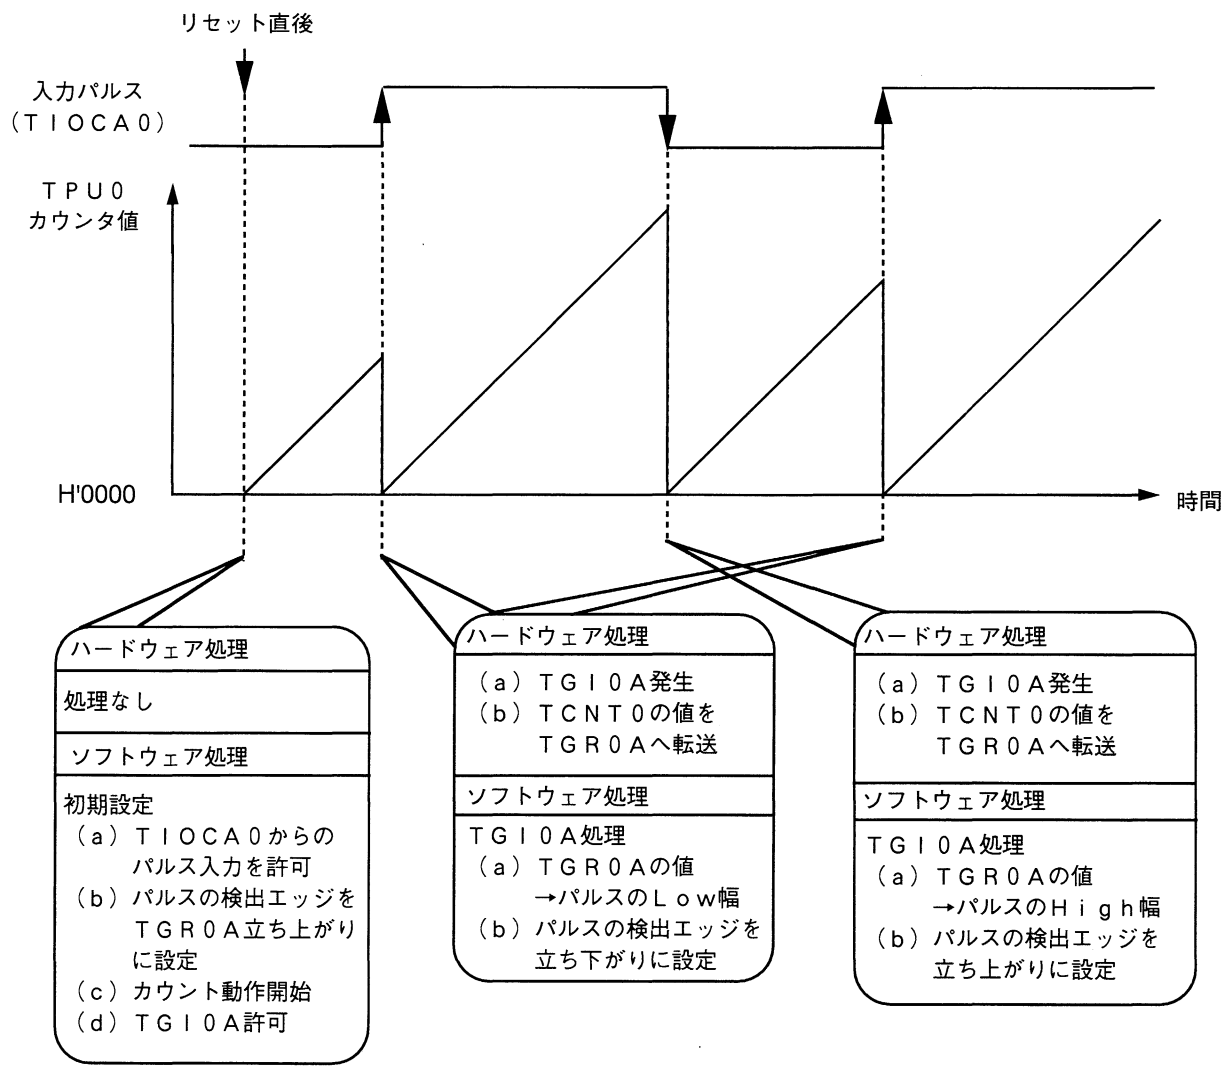 リセット直後
入力パルス
（ＴＩＯＣＡ０）
ＴＰＵ０
カウンタ値
H'0000
時間
ハードウェア処理
処理なし
ソフトウェア処理
初期設定
（ａ）ＴＩＯＣＡ０からの
パルス入力を許可
（ｂ）パルスの検出エッジを
ＴＧＲ０Ａ立ち上がり
に設定
（ｃ）カウント動作開始
（ｄ）ＴＧＩ０Ａ許可
ハードウェア処理
（ａ）ＴＧＩ０Ａ発生
（ｂ）ＴＣＮＴ０の値を
ＴＧＲ０Ａへ転送
ソフトウェア処理
ＴＧＩ０Ａ処理
（ａ）ＴＧＲ０Ａの値
→パルスのＬｏｗ幅
（ｂ）パルスの検出エッジを
立ち下がりに設定
ハードウェア処理
（ａ）ＴＧＩ０Ａ発生
（ｂ）ＴＣＮＴ０の値を
ＴＧＲ０Ａへ転送
ソフトウェア処理
ＴＧＩ０Ａ処理
（ａ）ＴＧＲ０Ａの値
→パルスのＨｉｇｈ幅
（ｂ）パルスの検出エッジを
立ち上がりに設定